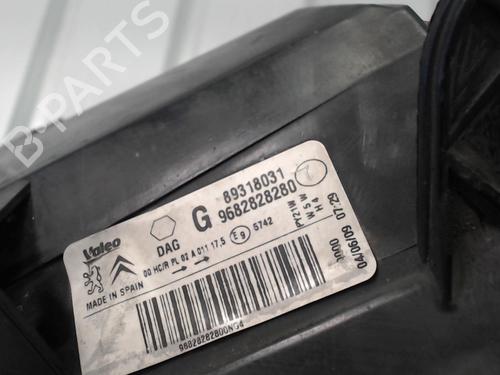 B-PARTS
89318031
G 9682828280
DAG
Valeo
PY21W
W5W
H4
00 HC/R PL 02 A 011 17,5 E9 5742
MADE IN SPAIN
04/06/09 07:29
9682828280NG4